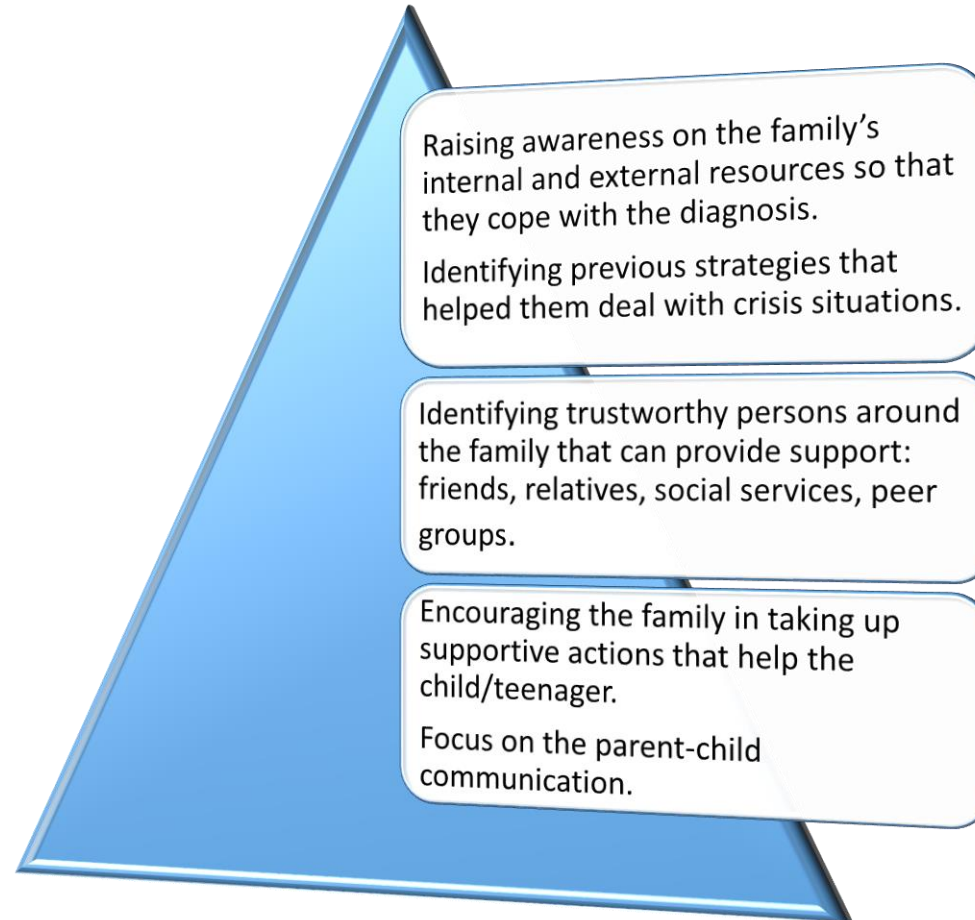 Raising awareness on the family's
internal and external resources so that
they cope with the diagnosis.
Identifying previous strategies that
helped them deal with crisis situations.
Identifying trustworthy persons around
the family that can provide support:
friends, relatives, social services, peer
groups.
Encouraging the family in taking up
supportive actions that help the
child/teenager.
Focus on the parent-child
communication.